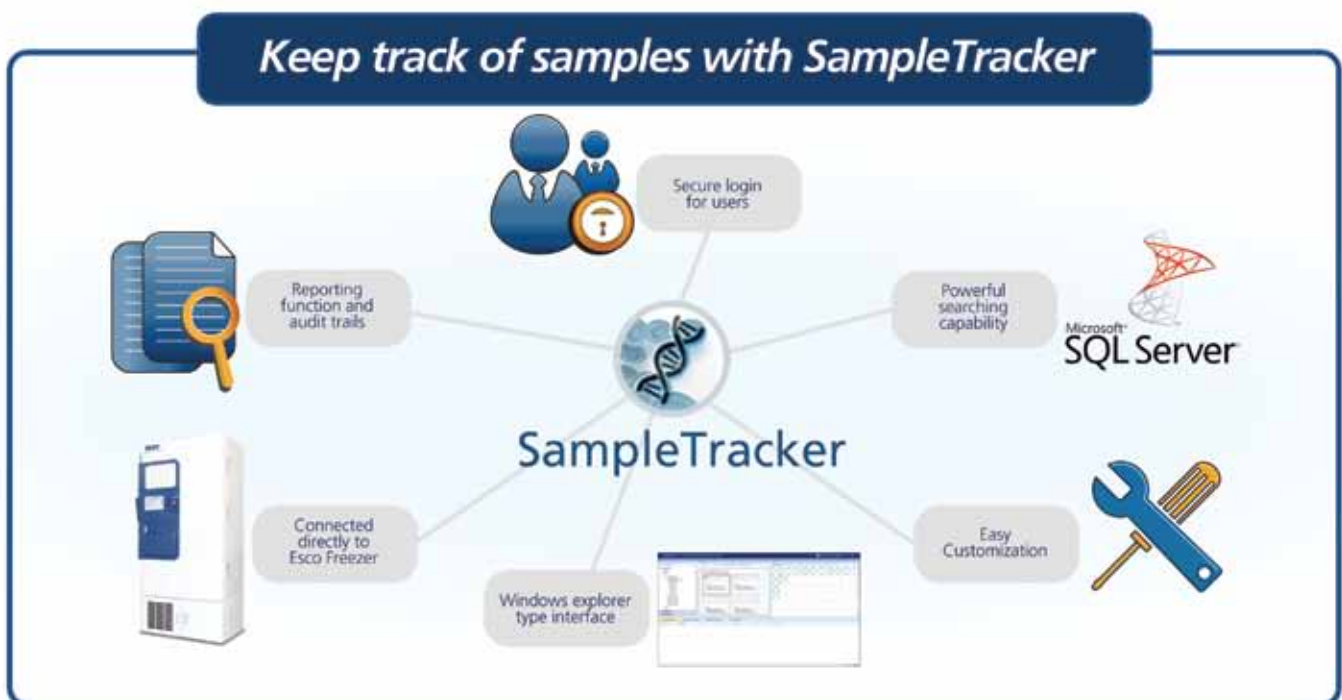 Keep track of samples with SampleTracker
Secure login
for users
Reporting
function and
audit trails
Powerful
searching
capability
Microsoft®
SQL Server
SampleTracker
Connected
directly to
Esco Freezer
Easy
Customization
Windows explorer
type interface